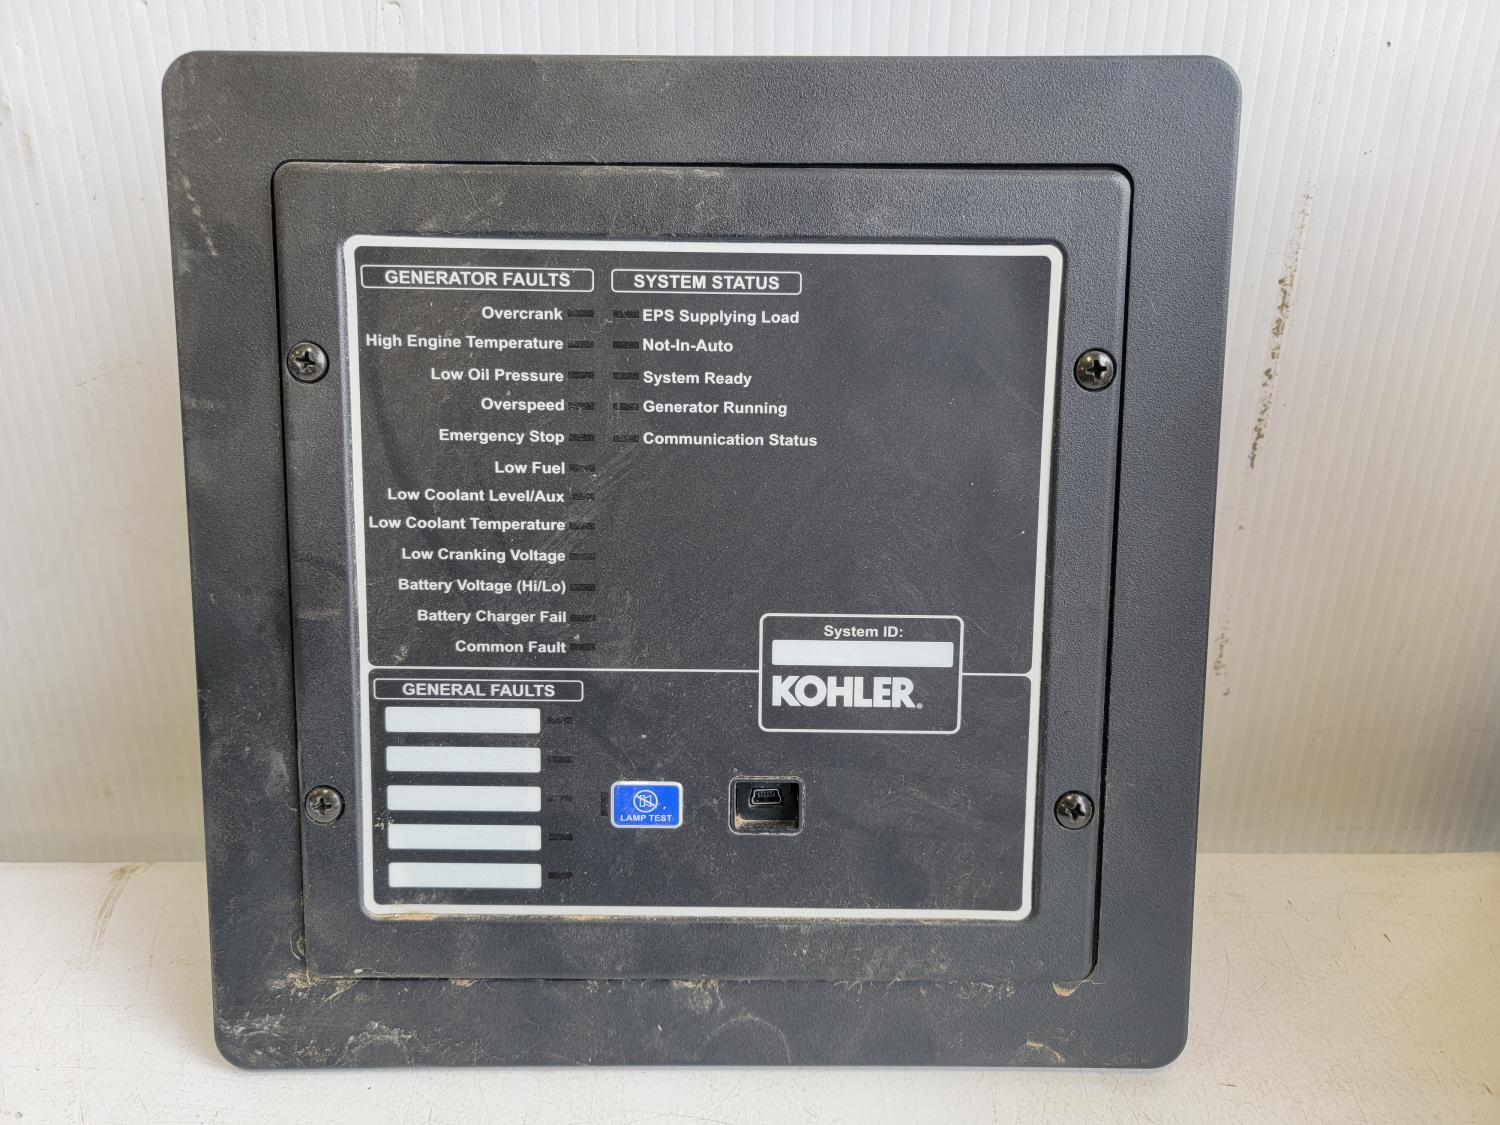 GENERATOR FAULTS
Overcrank
High Engine Temperature
Low Oil Pressure
Overspeed
Emergency Stop
Low Fuel
Low Coolant Level/Aux
Low Coolant Temperature
Low Cranking Voltage
Battery Voltage (Hi/Lo)
Battery Charger Fail
Common Fault
SYSTEM STATUS
EPS Supplying Load
Not-In-Auto
System Ready
Generator Running
Communication Status
System ID:
KOHLER®
GENERAL FAULTS
LAMP TEST